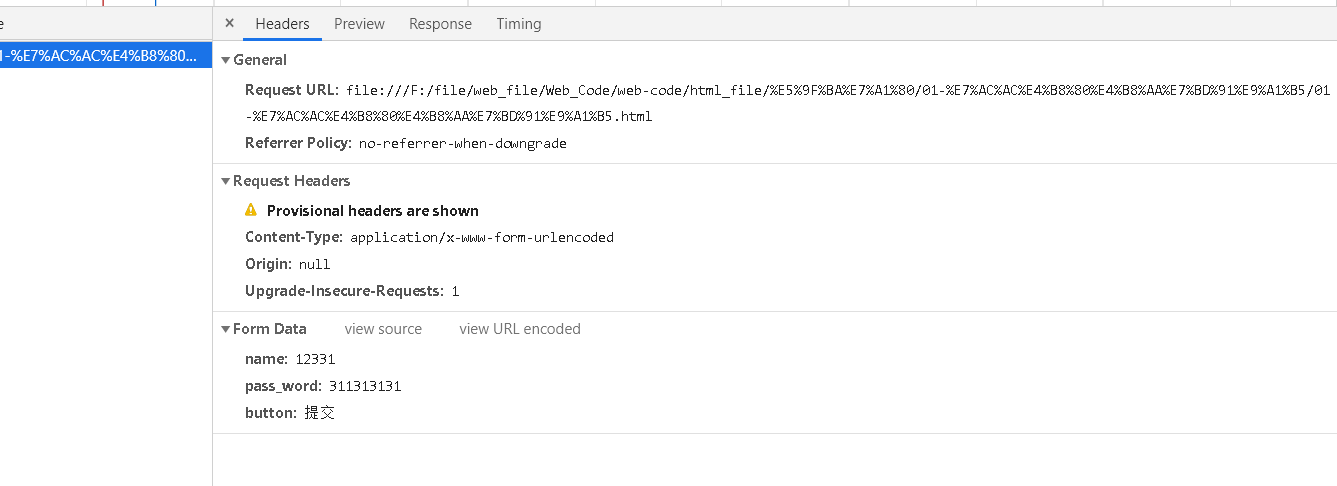 × Headers Preview Response Timing
e
1-%E7%AC%AC%E4%B8%80...
▼General
Request URL: file:///F:/file/web_file/Web_Code/web-code/html_file/%E5%9F%BA%E7%A1%80/01-%E7%AC%AC%E4%B8%80%E4%B8%AA%E7%BD%91%E9%A1%B5/01
-%E7%AC%AC%E4%B8%80%E4%B8%AA%E7%BD%91%E9%A1%B5.html
Referrer Policy: no-referrer-when-downgrade
▼Request Headers
Provisional headers are shown
Content-Type: application/x-www-form-urlencoded
Origin: null
Upgrade-Insecure-Requests: 1
▼Form Data view source view URL encoded
name: 12331
pass_word: 311313131
button: 提交